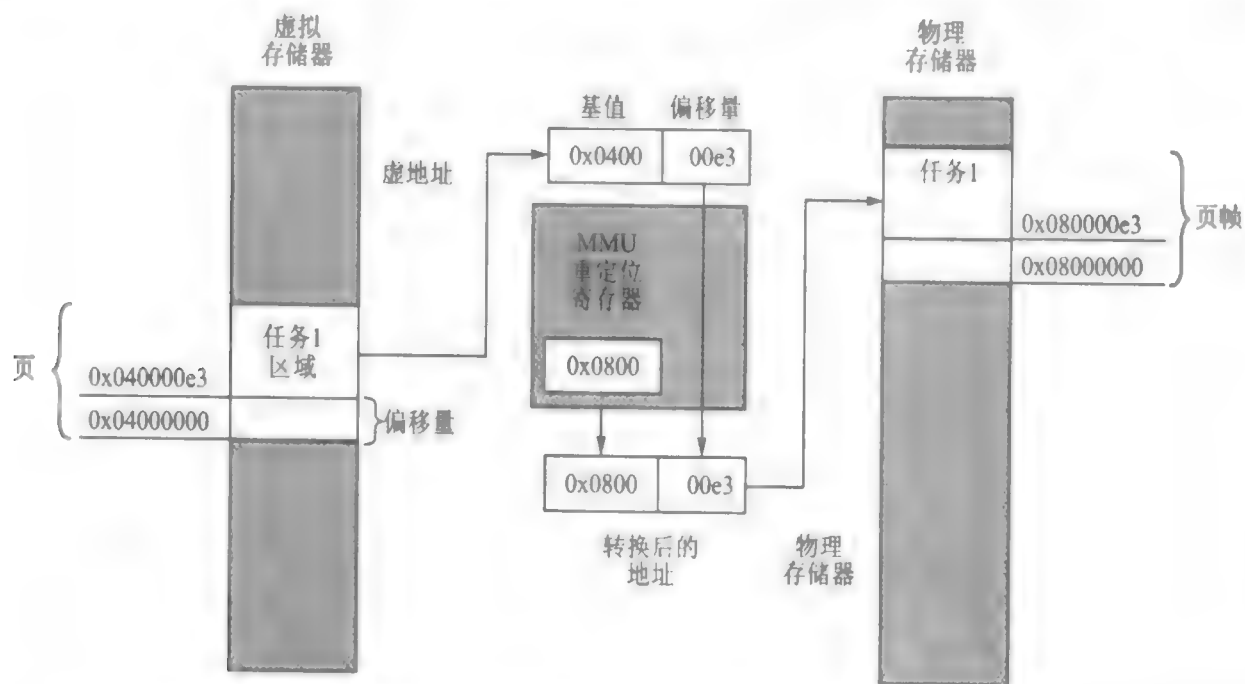 虚拟
存储器
物理
存储器
基值
偏移量
0x0400
00e3
虚地址
任务1
页帧
0x080000e3
0x08000000
MMU
重定位
寄存器
0x0800
任务1
区域
页
0x040000e3
0x04000000
偏移量
0x0800
00e3
转换后的
地址
物理
存储器